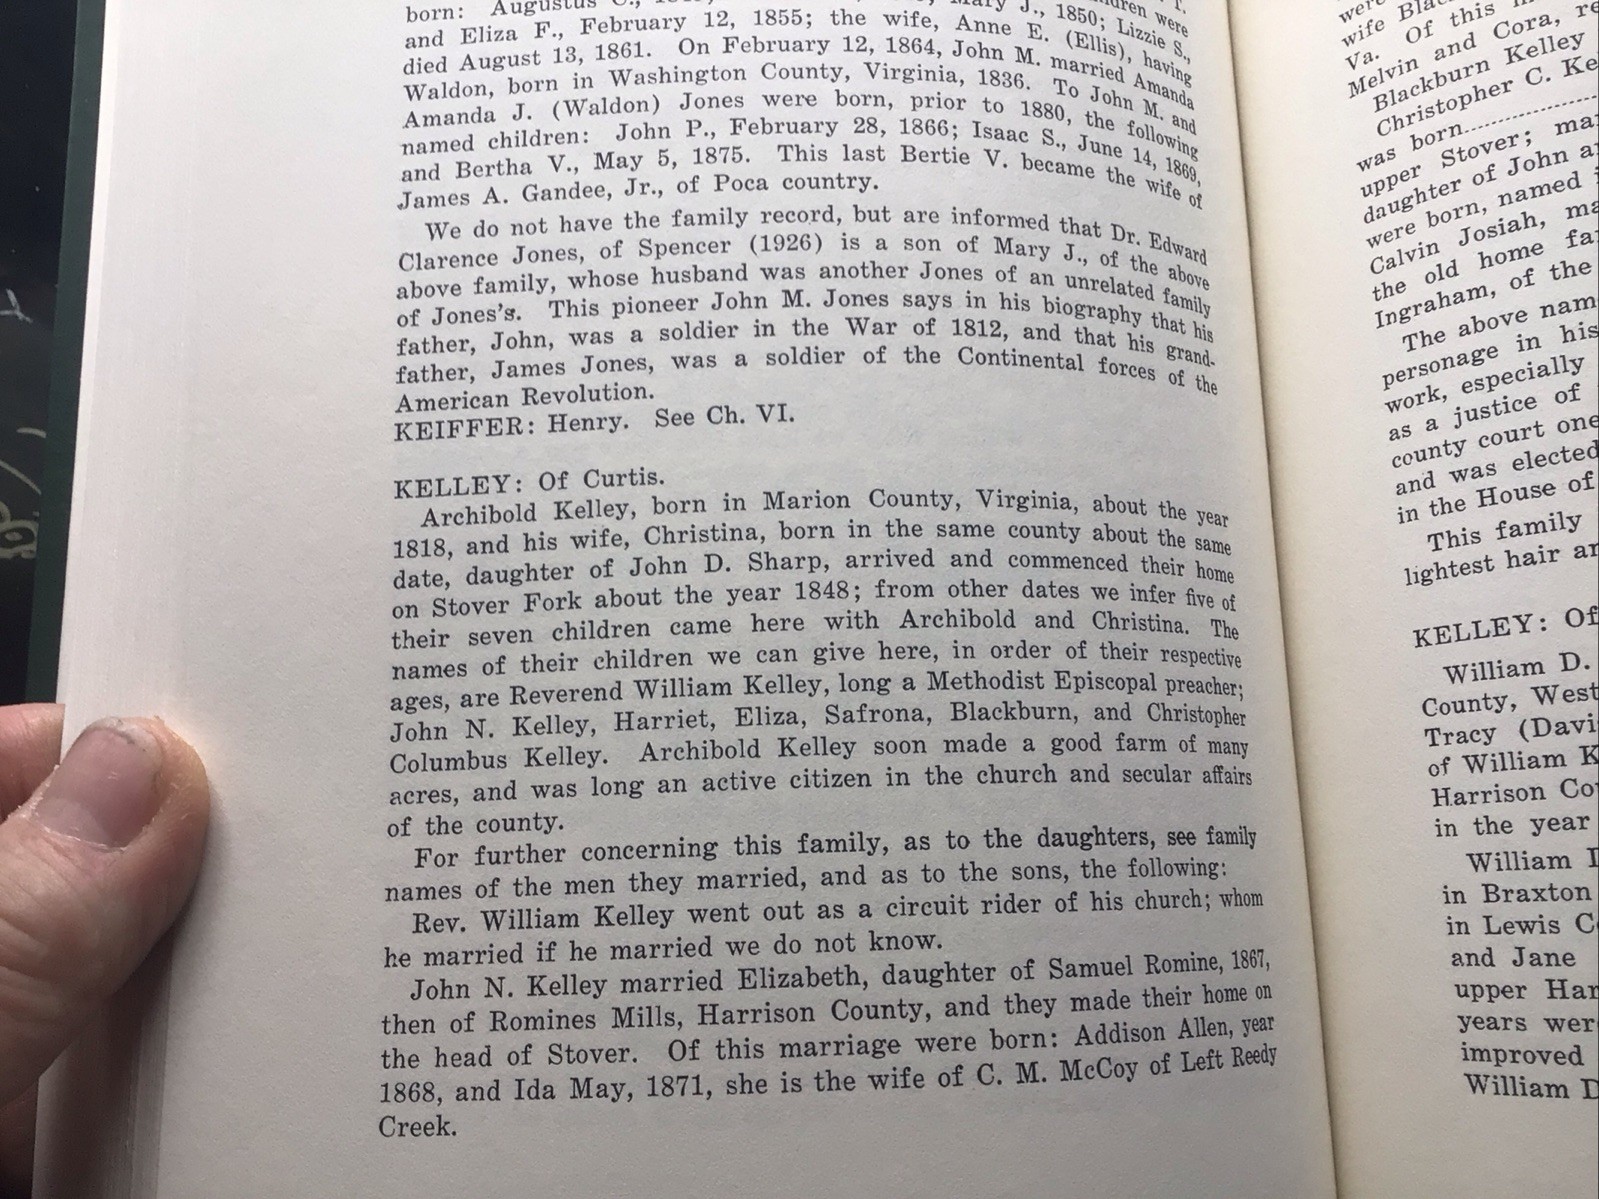 born: Augustus C., J., 1850; Lizzie S.,
and Eliza F., February 12, 1855; the wife, Anne E. (Ellis), having
died August 13, 1861. On February 12, 1864, John M. married Amanda
Waldon, born in Washington County, Virginia, 1836. To John M. and
Amanda J. (Waldon) Jones were born, prior to 1880, the following
named children: John P., February 28, 1866; Isaac S., June 14, 1869,
and Bertha V., May 5, 1875. This last Bertie V. became the wife of
James A. Gandee, Jr., of Poca country.
We do not have the family record, but are informed that Dr. Edward
Clarence Jones, of Spencer (1926) is a son of Mary J., of the above
above family, whose husband was another Jones of an unrelated family
of Jones's. This pioneer John M. Jones says in his biography that his
father, John, was a soldier in the War of 1812, and that his grand-
father, James Jones, was a soldier of the Continental forces of the
American Revolution.
KEIFFER: Henry. See Ch. VI.
KELLEY: Of Curtis.
Archibold Kelley, born in Marion County, Virginia, about the year
1818, and his wife, Christina, born in the same county about the same
date, daughter of John D. Sharp, arrived and commenced their home
on Stover Fork about the year 1848; from other dates we infer five of
their seven children came here with Archibold and Christina. The
names of their children we can give here, in order of their respective
ages, are Reverend William Kelley, long a Methodist Episcopal preacher;
John N. Kelley, Harriet, Eliza, Safrona, Blackburn, and Christopher
Columbus Kelley. Archibold Kelley soon made a good farm of many
acres, and was long an active citizen in the church and secular affairs
of the county.
For further concerning this family, as to the daughters, see family
names of the men they married, and as to the sons, the following:
Rev. William Kelley went out as a circuit rider of his church; whom
he married if he married we do not know.
John N. Kelley married Elizabeth, daughter of Samuel Romine, 1867,
then of Romines Mills, Harrison County, and they made their home on
the head of Stover. Of this marriage were born: Addison Allen, year
1868, and Ida May, 1871, she is the wife of C. M. McCoy of Left Reedy
Creek.
were
wife
Va. Of this
Melvin and Cora,
Blackburn Kelley
Christopher C.
was born
upper Stover;
daughter of John
were born, named
Calvin Josiah,
the old home
Ingraham, of the
The above
personage in his
work, especially
as a justice of
county court one
and was elected
in the House of
This family
lightest hair
KELLEY: Of
William D.
County, West
Tracy
of William
Harrison
in the year
William
in Braxton
in Lewis
and Jane
upper
years
improved
William